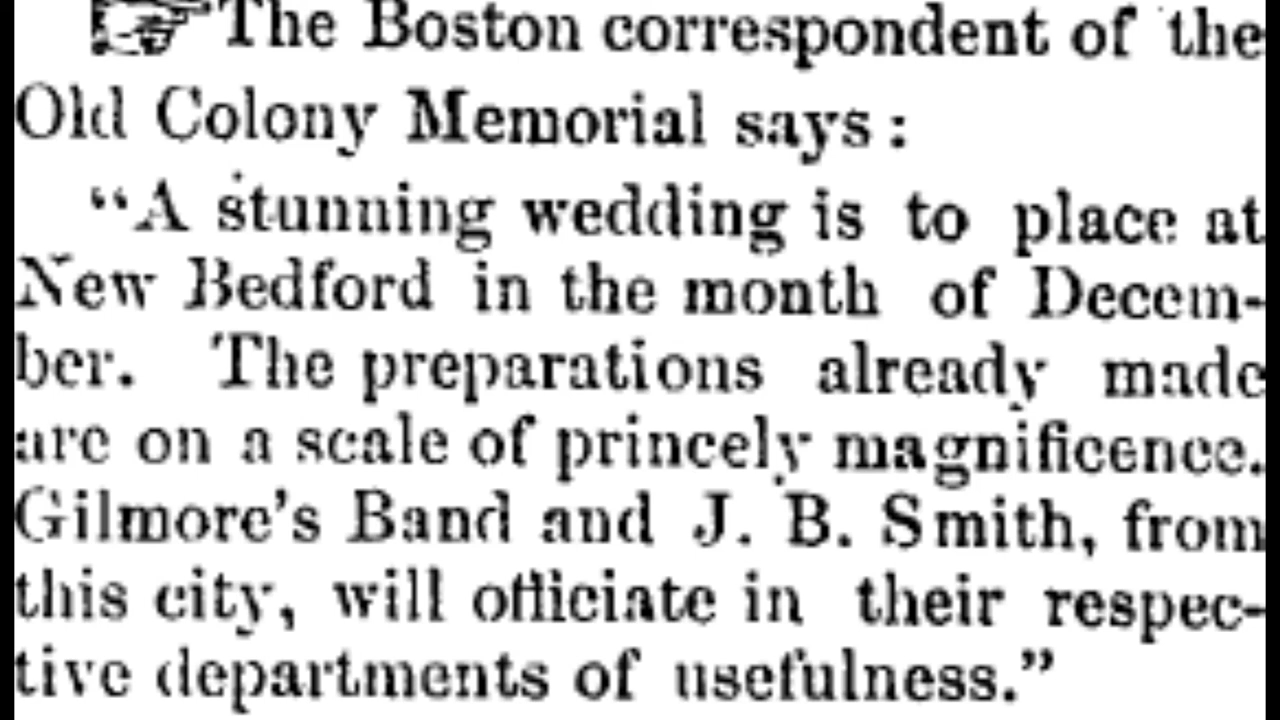 ☞The Boston correspondent of the
Old Colony Memorial says:
“A stunning wedding is to place at
New Bedford in the month of Decem-
ber. The preparations already made
are on a scale of princely magnificence.
Gilmore's Band and J. B. Smith, from
this city, will officiate in their respec-
tive departments of usefulness.”